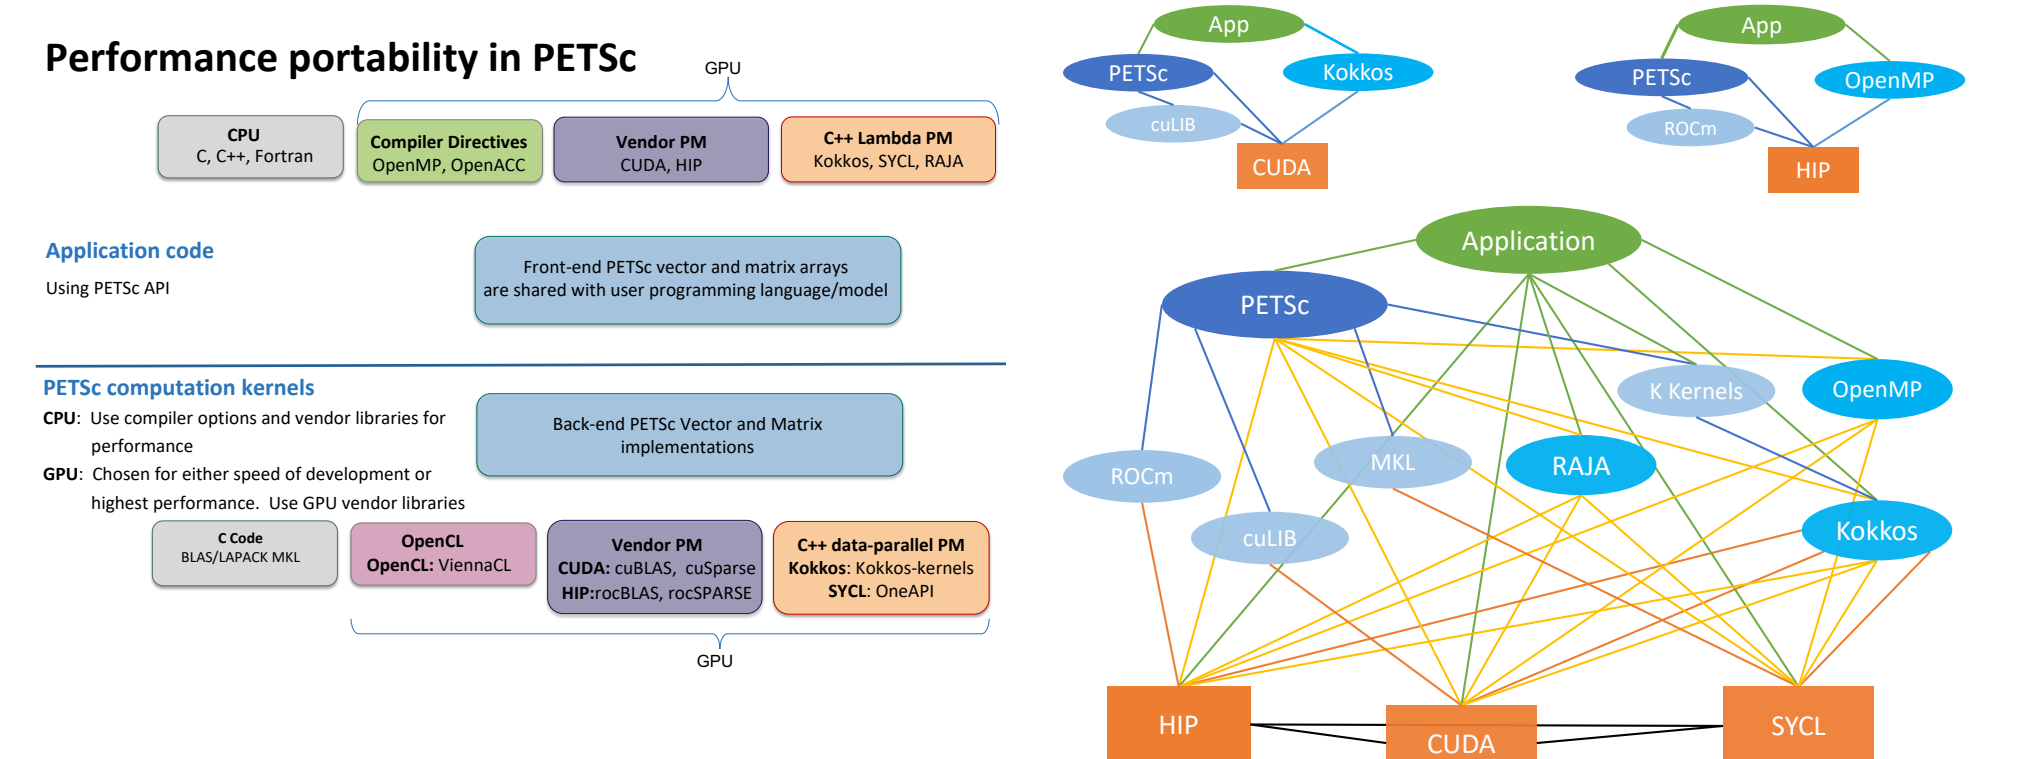 Performance portability in PETSc
GPU
CPU
C, C++, Fortran
Compiler Directives
OpenMP, OpenACC
Vendor PM
CUDA, HIP
C++ Lambda PM
Kokkos, SYCL, RAJA
Application code
Using PETSc API
Front-end PETSc vector and matrix arrays
are shared with user programming language/model
PETSc computation kernels
CPU: Use compiler options and vendor libraries for
performance
GPU: Chosen for either speed of development or
highest performance. Use GPU vendor libraries
Back-end PETSc Vector and Matrix
implementations
C Code
BLAS/LAPACK MKL
OpenCL
OpenCL: ViennaCL
Vendor PM
CUDA: cuBLAS, cuSparse
HIP:rocBLAS, rocSPARSE
C++ data-parallel PM
Kokkos: Kokkos-kernels
SYCL: OneAPI
GPU
App
PETSc
Kokkos
cuLIB
CUDA
App
PETSc
OpenMP
ROCm
HIP
Application
PETSc
K Kernels
OpenMP
ROCm
MKL
RAJA
cuLIB
Kokkos
HIP
CUDA
SYCL